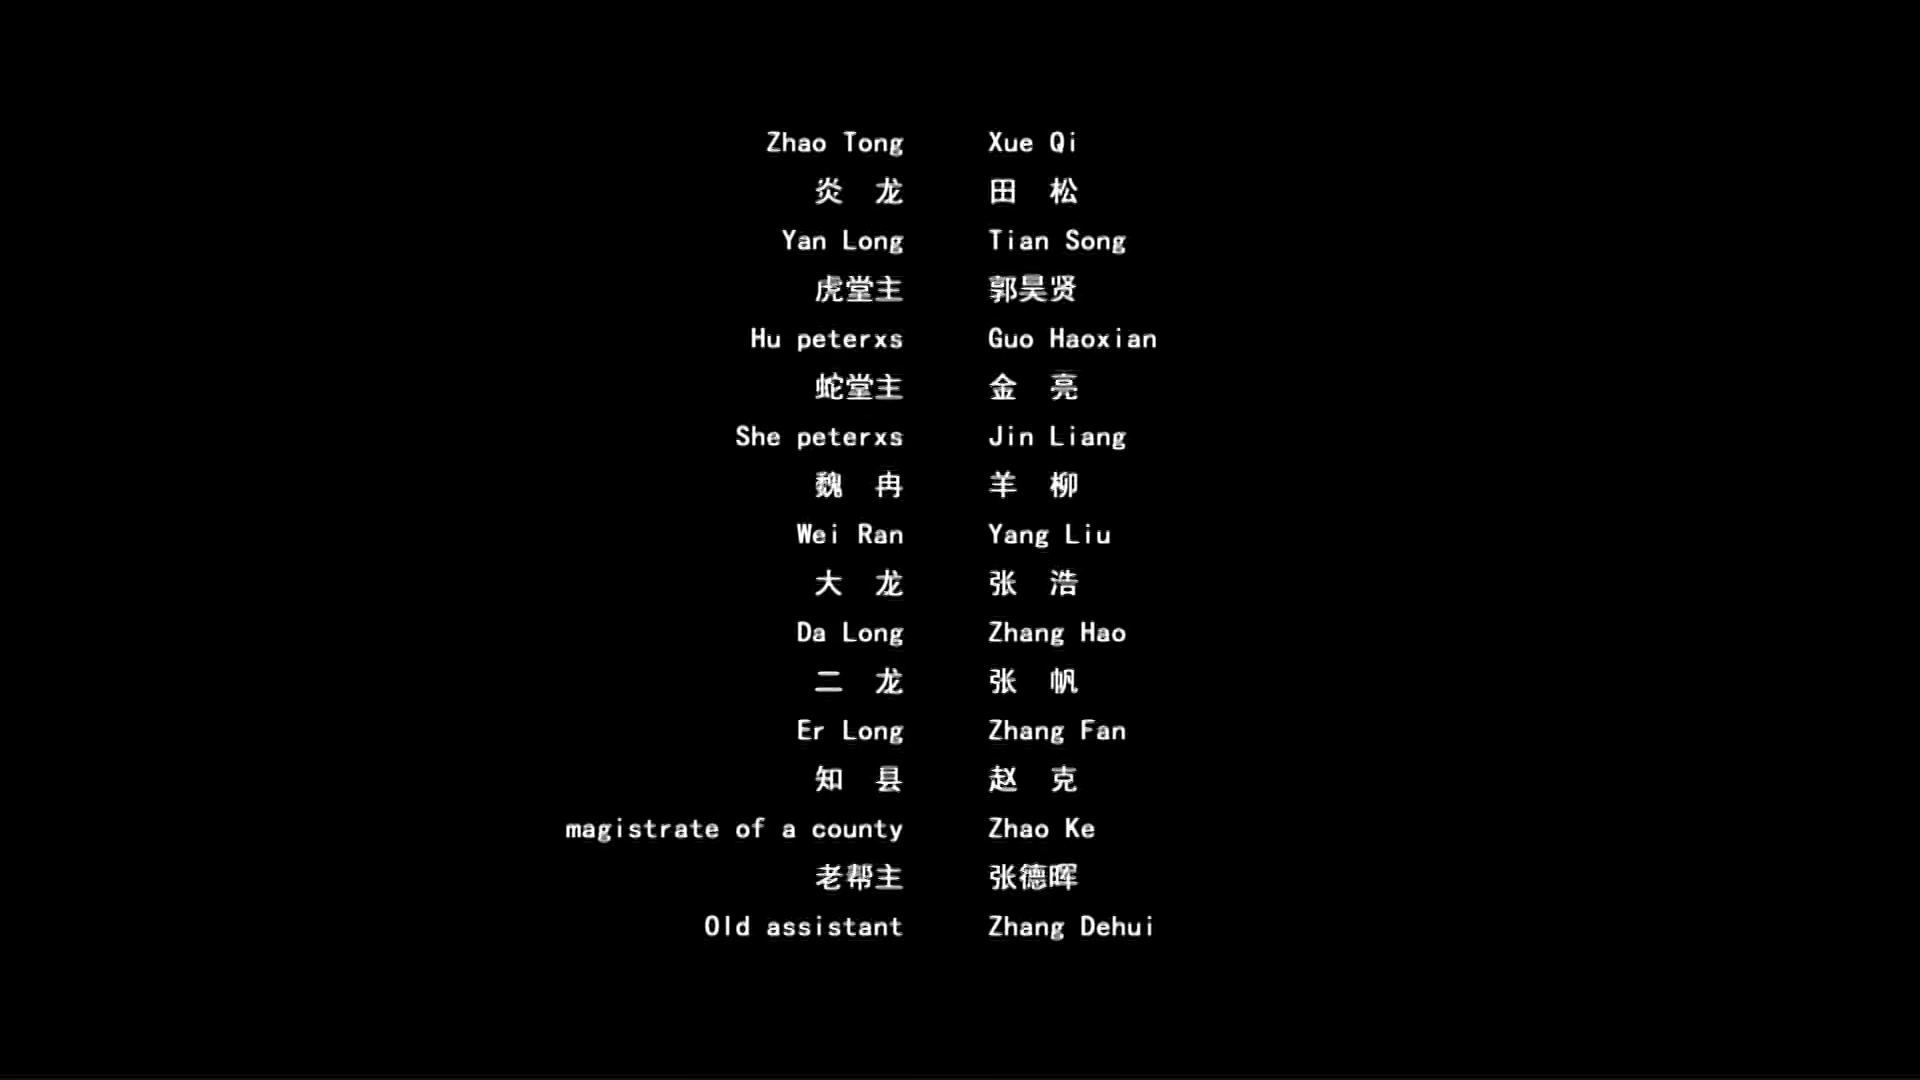 Zhao Tong Xue Qi
炎 龙 田 松
Yan Long Tian Song
虎堂主 郭昊贤
Hu peterxs Guo Haoxian
蛇堂主 金 亮
She peterxs Jin Liang
魏 冉 羊 柳
Wei Ran Yang Liu
大 龙 张 浩
Da Long Zhang Hao
二 龙 张 帆
Er Long Zhang Fan
知 县 赵 克
magistrate of a county Zhao Ke
老帮主 张德晖
Old assistant Zhang Dehui